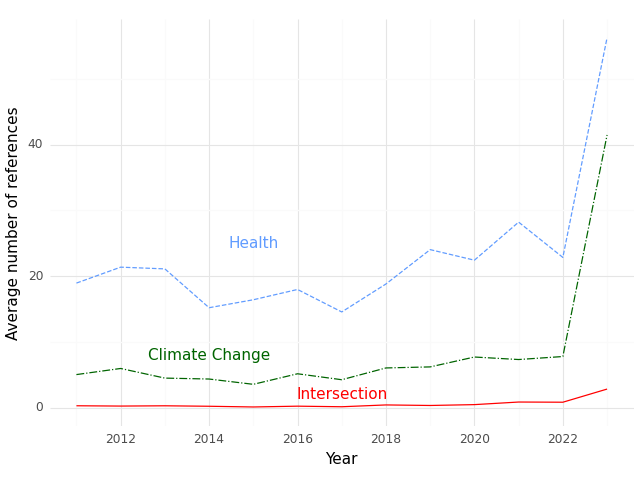 Average number of references
40
20
0
Health
Climate Change
Intersection
2012 2014 2016 2018 2020 2022
Year